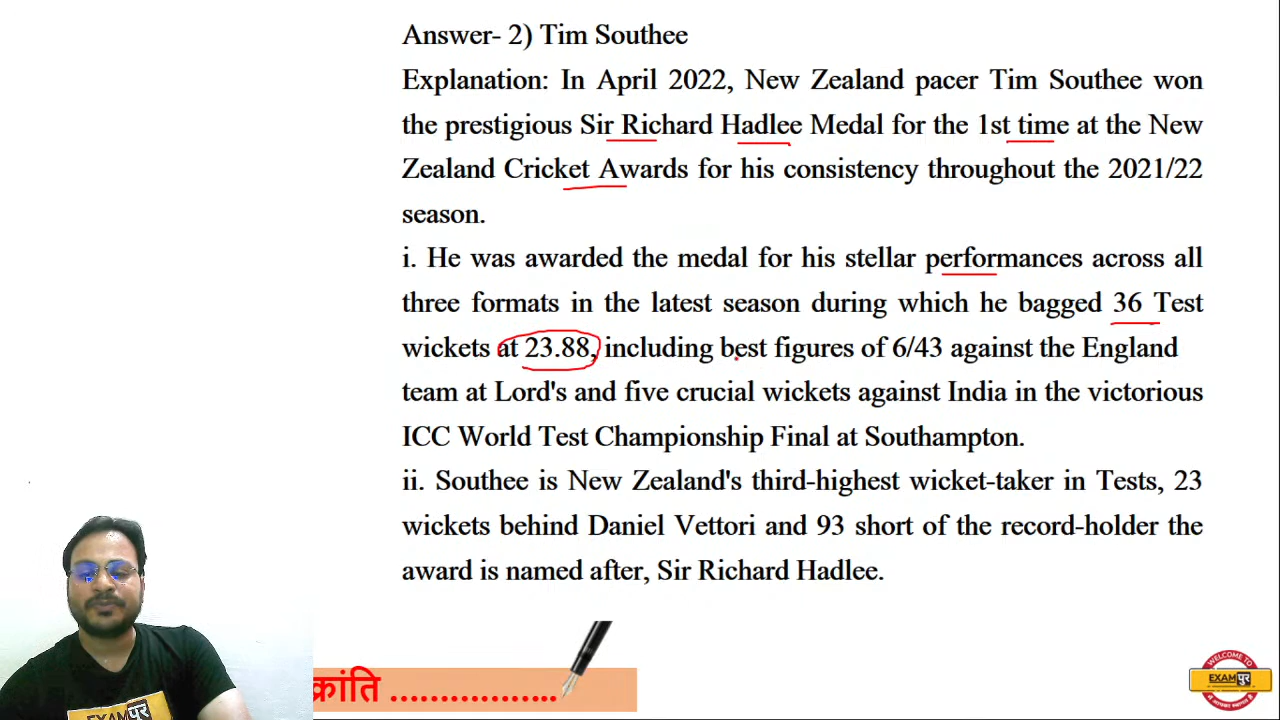 Answer- 2) Tim Southee
Explanation: In April 2022, New Zealand pacer Tim Southee won
the prestigious Sir Richard Hadlee Medal for the 1st time at the New
Zealand Cricket Awards for his consistency throughout the 2021/22
season.
i. He was awarded the medal for his stellar performances across all
three formats in the latest season during which he bagged 36 Test
wickets at 23.88, including best figures of 6/43 against the England
team at Lord's and five crucial wickets against India in the victorious
ICC World Test Championship Final at Southampton.
ii. Southee is New Zealand's third-highest wicket-taker in Tests, 23
wickets behind Daniel Vettori and 93 short of the record-holder the
award is named after, Sir Richard Hadlee.
क्रांति .................
WELCOME TO
EXAMपुर
EXAMपुर